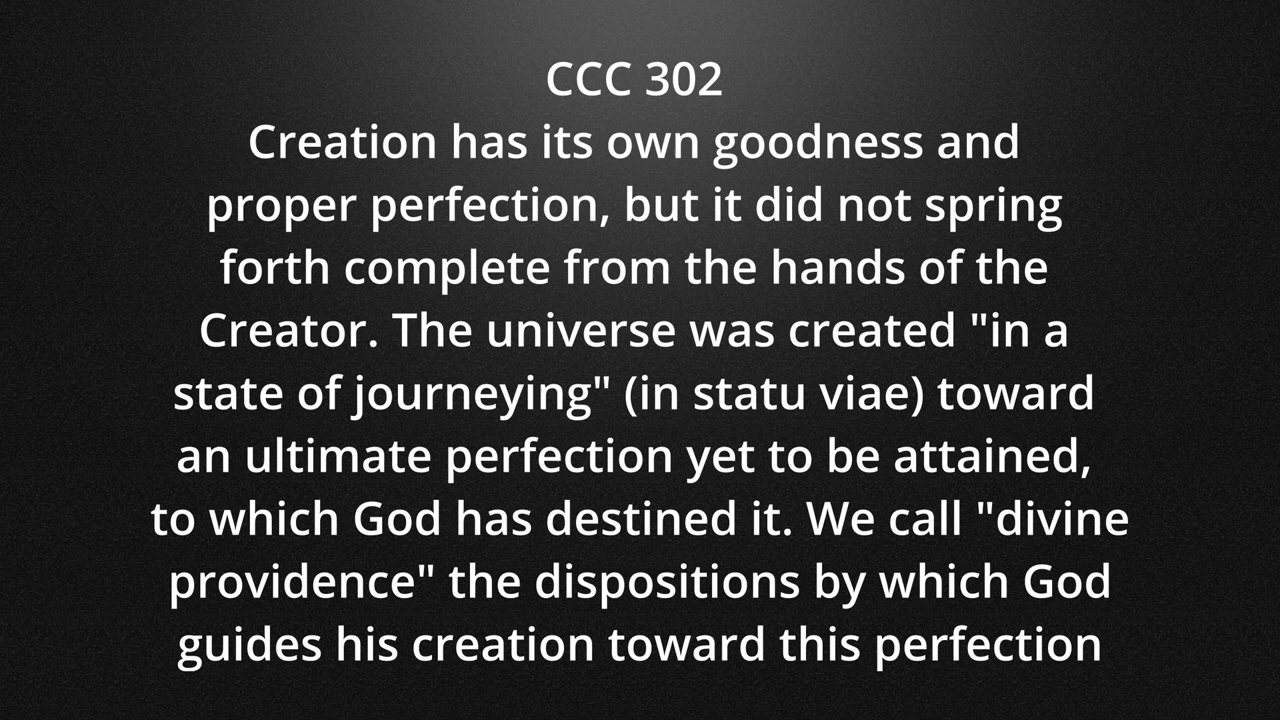 CCC 302
Creation has its own goodness and
proper perfection, but it did not spring
forth complete from the hands of the
Creator. The universe was created "in a
state of journeying" (in statu viae) toward
an ultimate perfection yet to be attained,
to which God has destined it. We call "divine
providence" the dispositions by which God
guides his creation toward this perfection